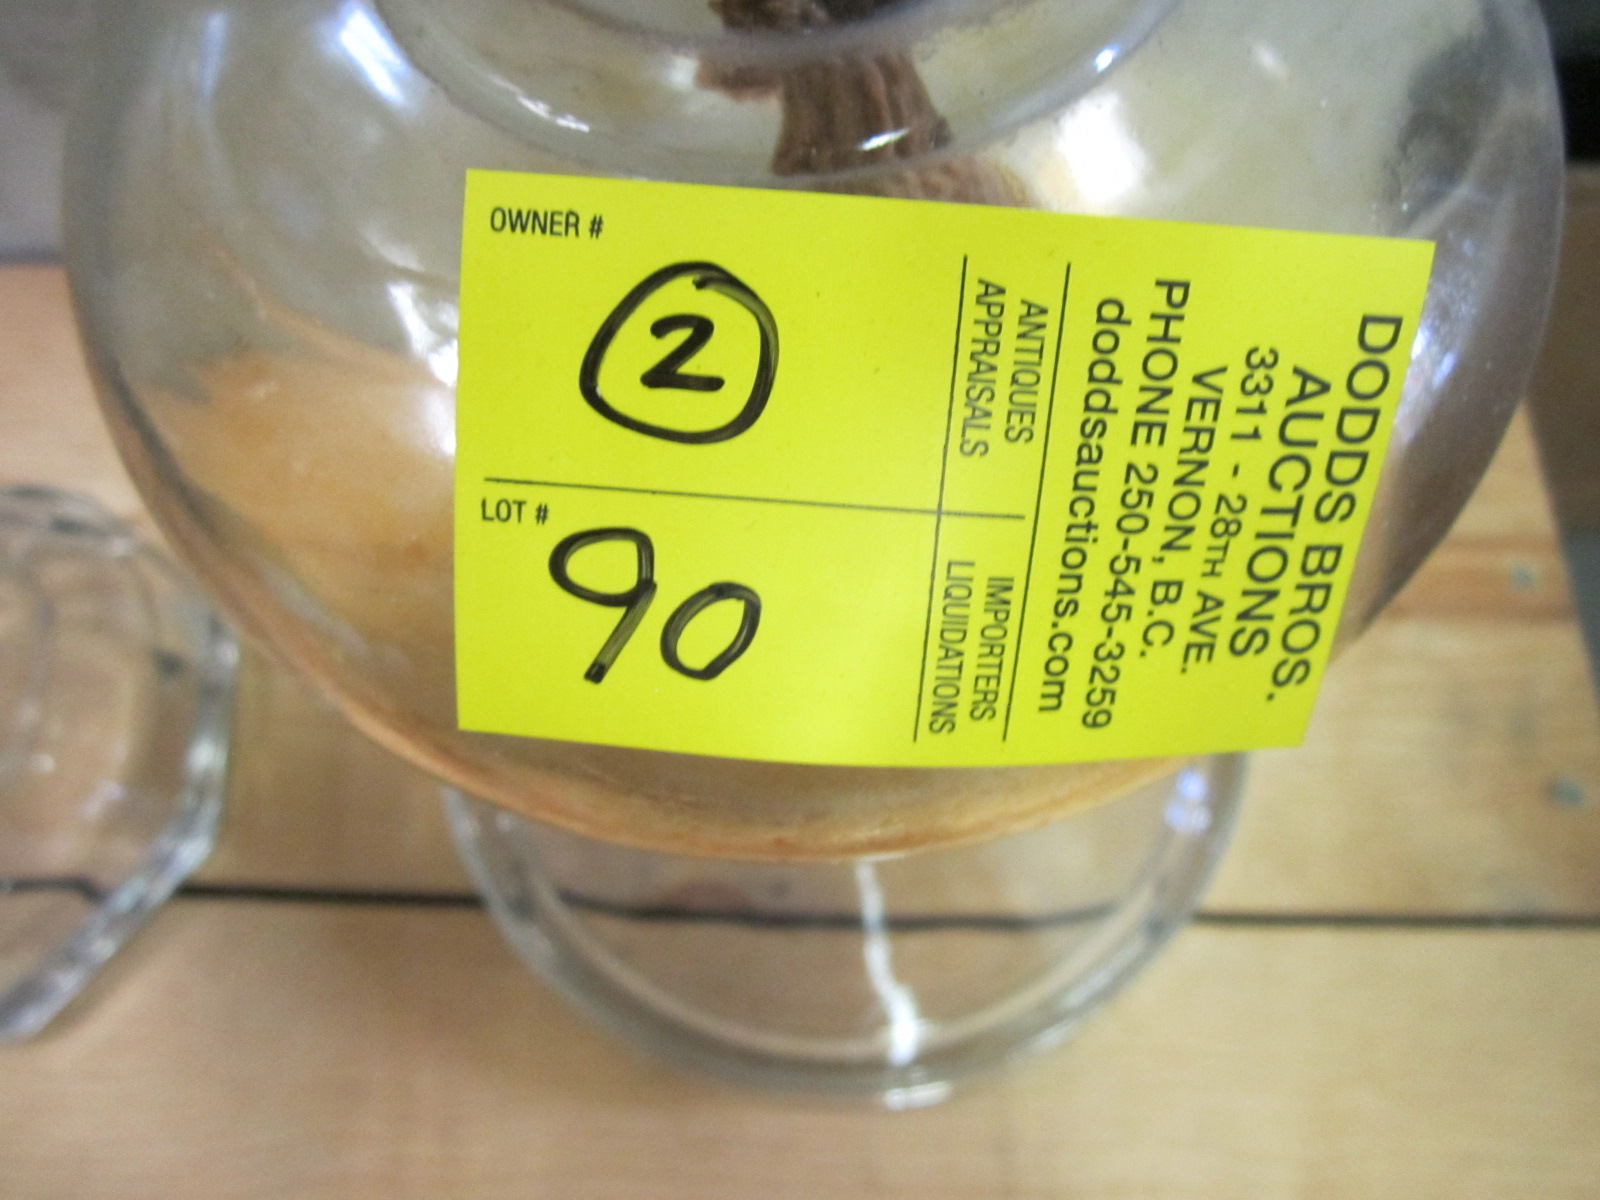 OWNER #
2
LOT #
90
DODDS BROS.
AUCTIONS
3311 - 28TH AVE.
VERNON, B.C.
PHONE 250-545-3259
doddsauctions.com
ANTIQUES
APPRAISALS
IMPORTERS
LIQUIDATIONS